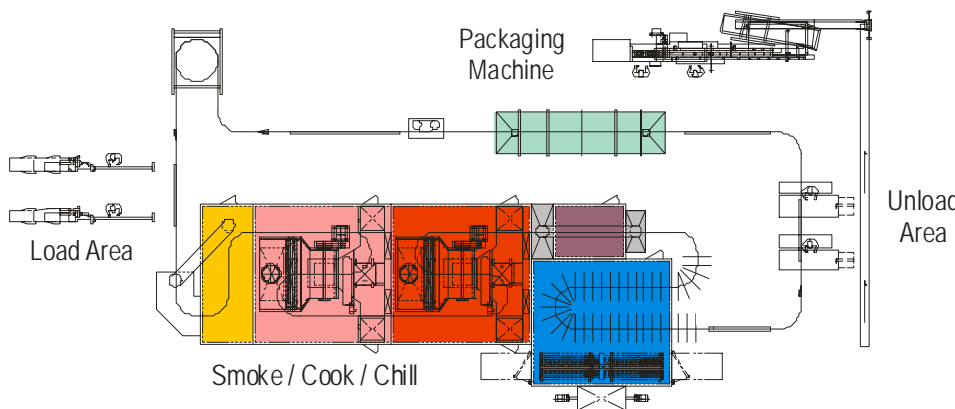 Packaging
Machine
Load Area
Unload
Area
Smoke / Cook / Chill